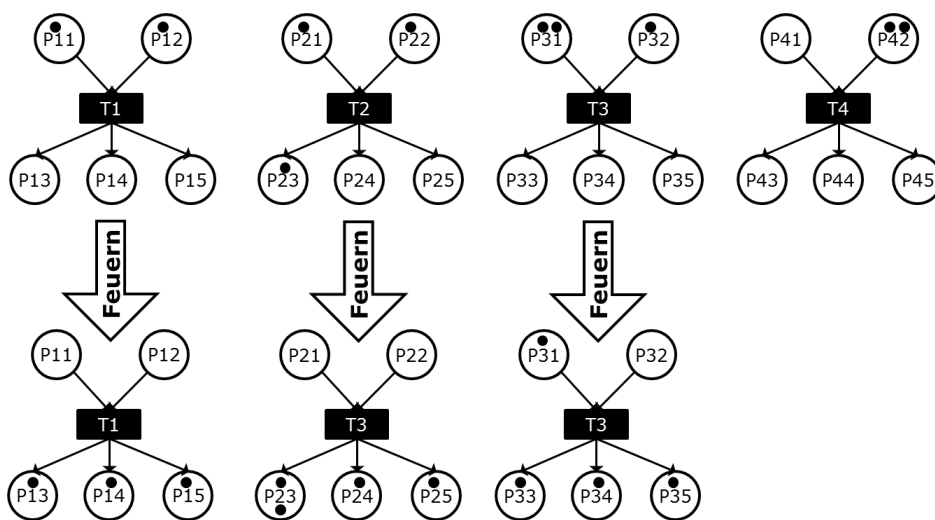 P11 P12 P21 P22 P31 P32 P41 P42
T1 T2 T3 T4
P13 P14 P15 P23 P24 P25 P33 P34 P35 P43 P44 P45
Feuern Feuern Feuern
P11 P12 P21 P22 P31 P32
T1 T3 T3
P13 P14 P15 P23 P24 P25 P33 P34 P35